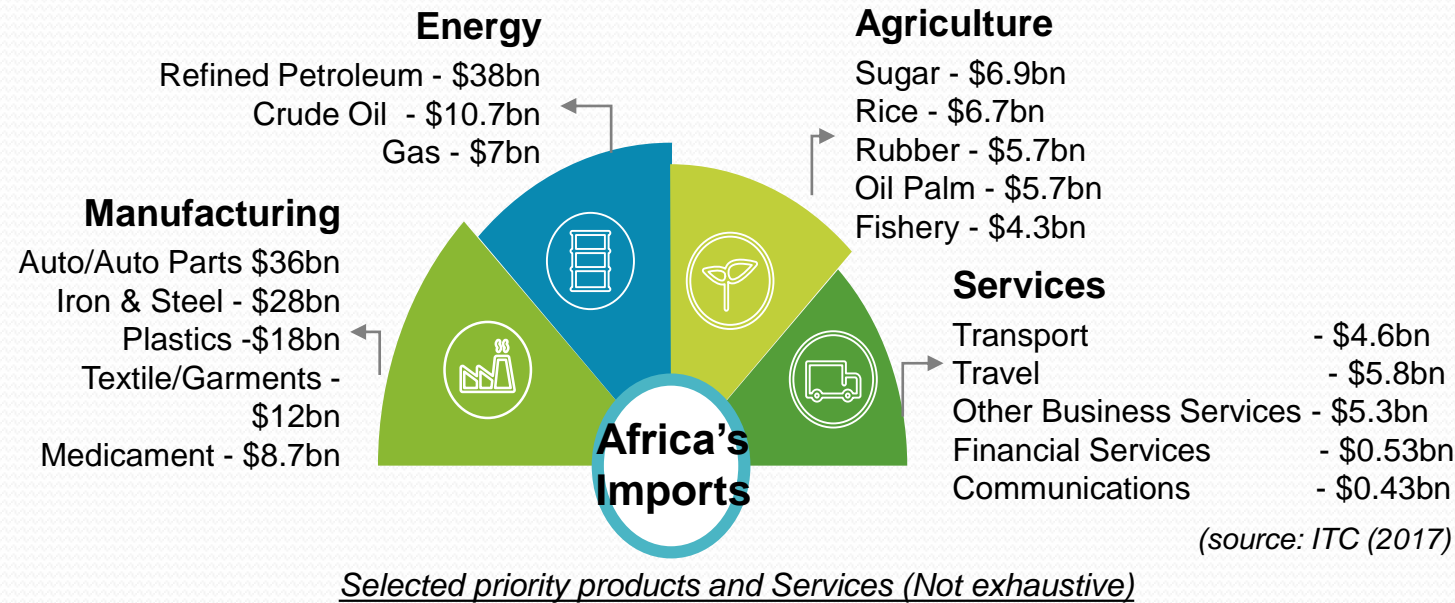 Energy
Refined Petroleum - $38bn
Crude Oil - $10.7bn
Gas - $7bn
Agriculture
Sugar - $6.9bn
Rice - $6.7bn
Rubber - $5.7bn
Oil Palm - $5.7bn
Fishery - $4.3bn
Manufacturing
Auto/Auto Parts $36bn
Iron & Steel - $28bn
Plastics -$18bn
Textile/Garments -
$12bn
Medicament - $8.7bn
Services
Transport - $4.6bn
Travel - $5.8bn
Other Business Services - $5.3bn
Financial Services - $0.53bn
Communications - $0.43bn
Africa's
Imports
(source: ITC (2017)
Selected priority products and Services (Not exhaustive)